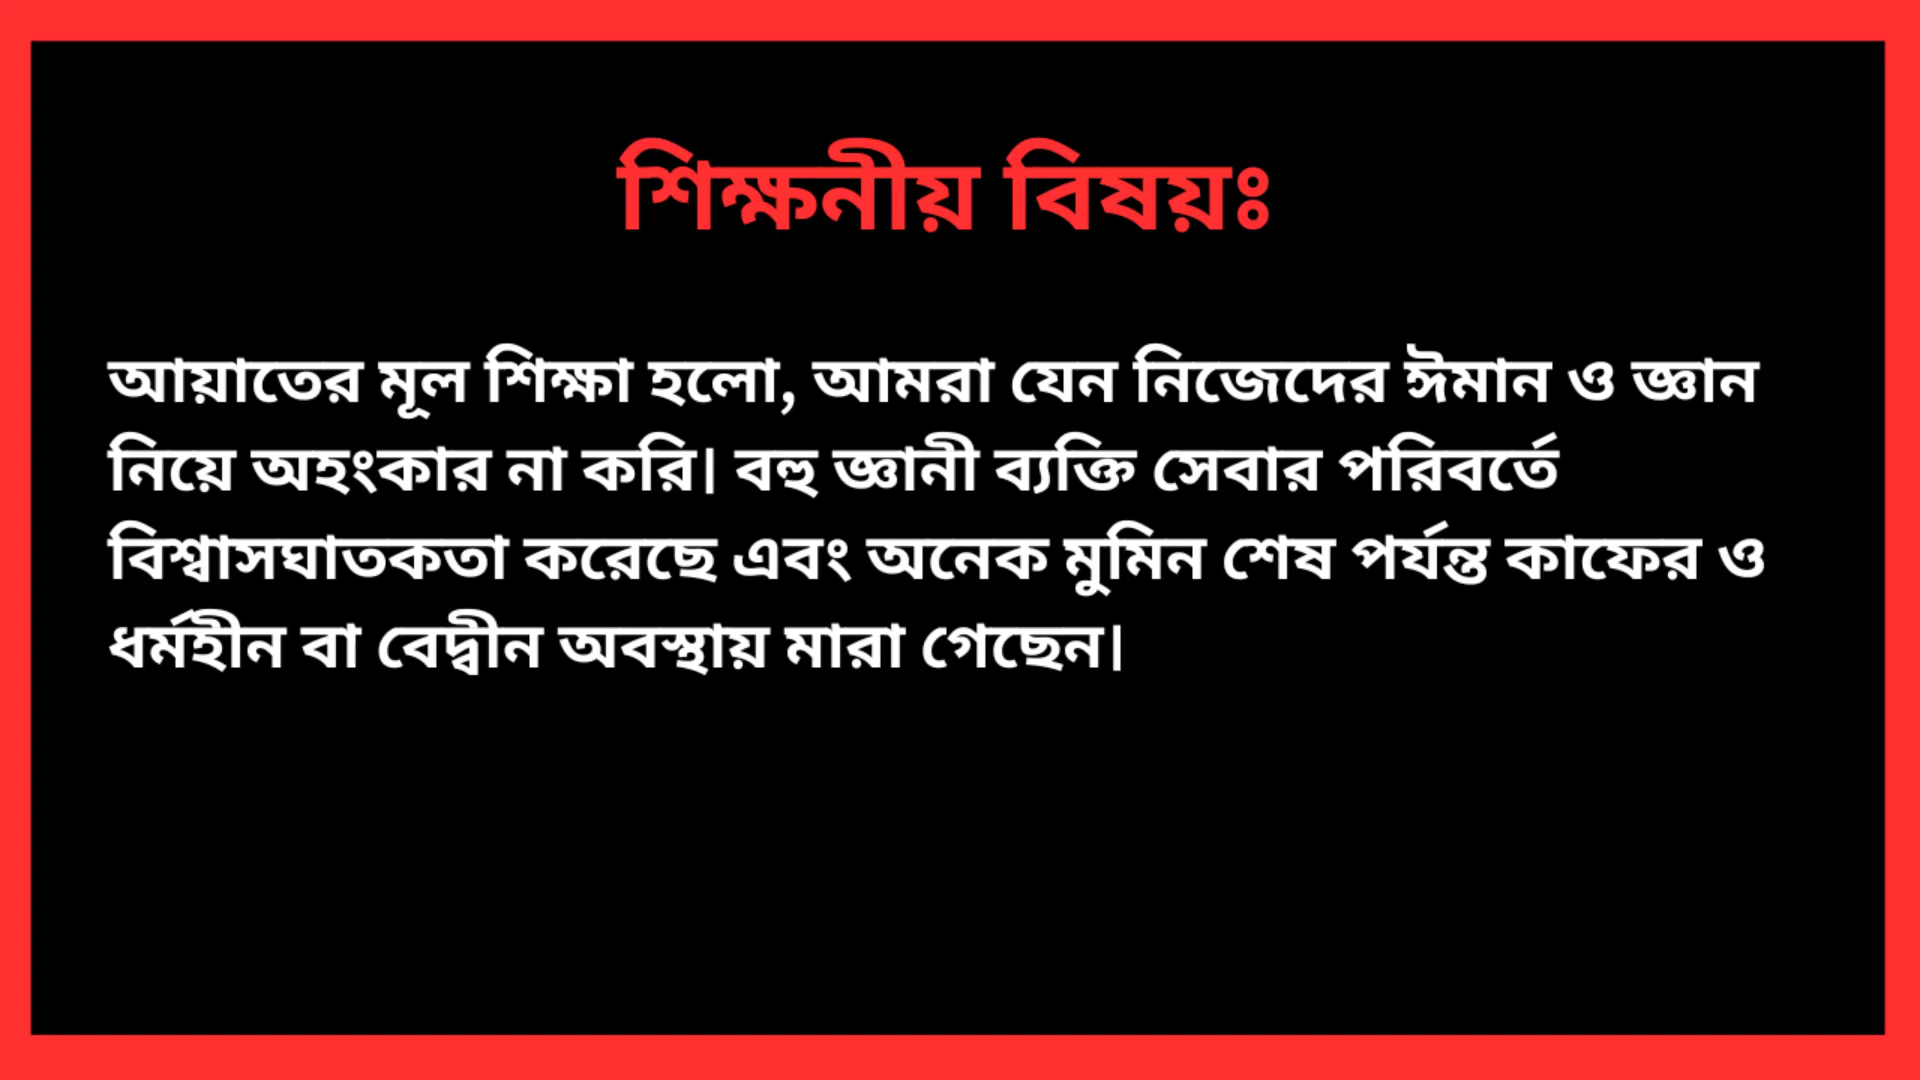 শিক্ষনীয় বিষয়ঃ
আয়াতের মূল শিক্ষা হলো, আমরা যেন নিজেদের ঈমান ও জ্ঞান
নিয়ে অহংকার না করি। বহু জ্ঞানী ব্যক্তি সেবার পরিবর্তে
বিশ্বাসঘাতকতা করেছে এবং অনেক মুমিন শেষ পর্যন্ত কাফের ও
ধর্মহীন বা বেদ্বীন অবস্থায় মারা গেছেন।